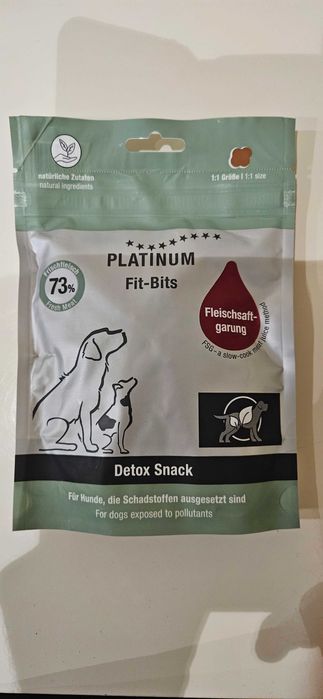 natürliche Zutaten
natural ingredients
1:1 Größe | 1:1 size
PLATINUM
Fit-Bits
Frischfleisch
73%
Fresh Meat
Fleischsaft-
garung
FSG - a slow-cook meat juice method
Detox Snack
Für Hunde, die Schadstoffen ausgesetzt sind
For dogs exposed to pollutants